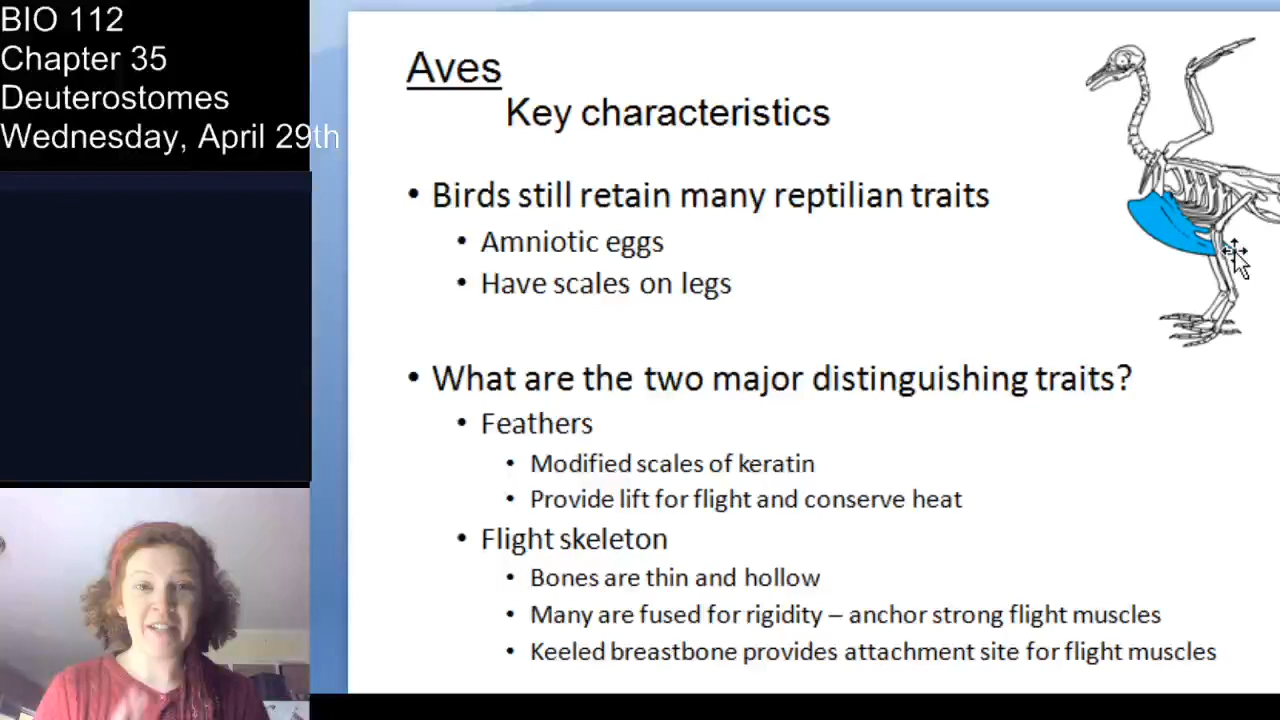 BIO 112
Chapter 35
Deuterostomes
Wednesday, April 29th
Aves
Key characteristics
• Birds still retain many reptilian traits
• Amniotic eggs
• Have scales on legs
• What are the two major distinguishing traits?
• Feathers
• Modified scales of keratin
• Provide lift for flight and conserve heat
• Flight skeleton
• Bones are thin and hollow
• Many are fused for rigidity – anchor strong flight muscles
• Keeled breastbone provides attachment site for flight muscles